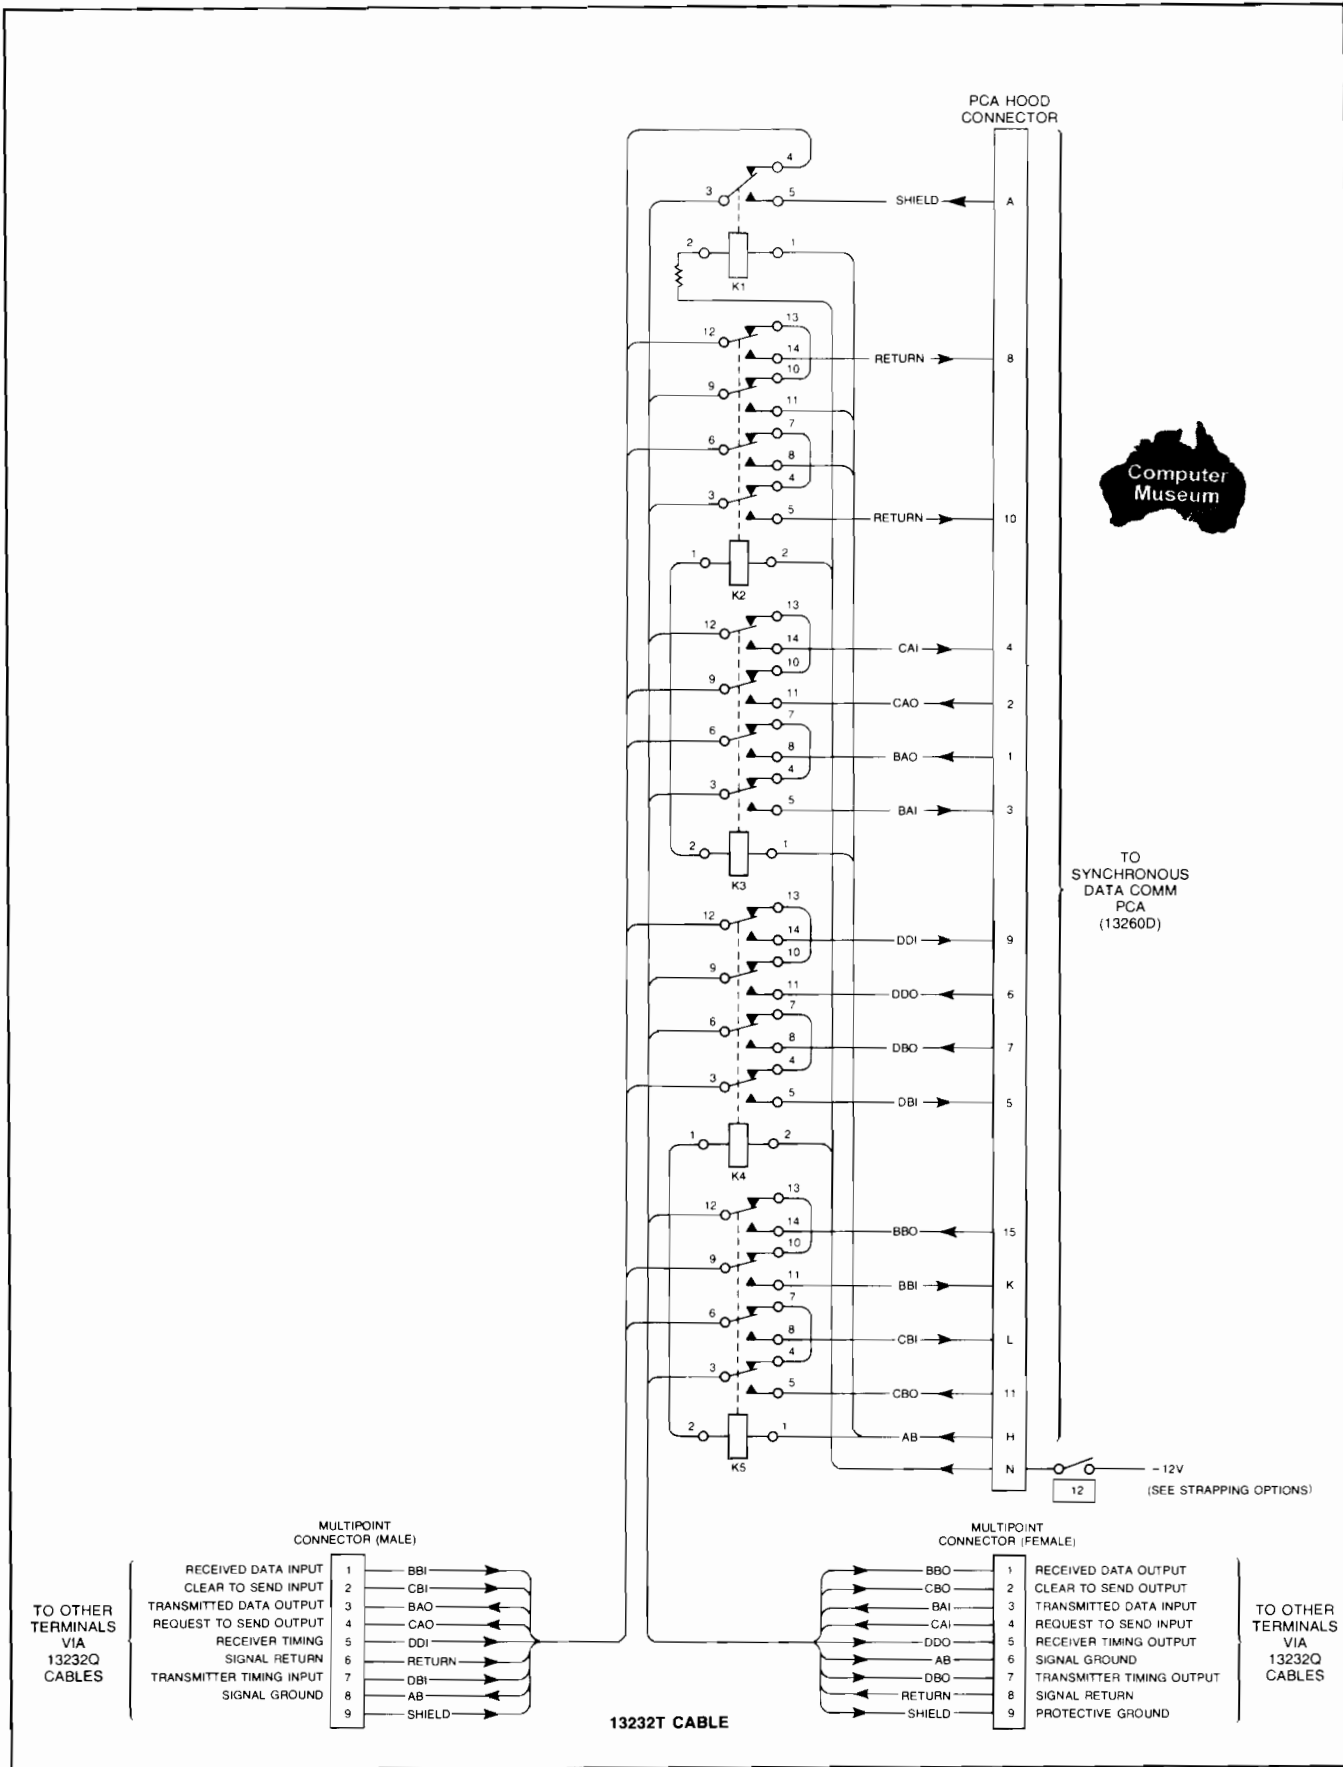 PCA HOOD
CONNECTOR
4
3
5
SHIELD
A
2
1
K1
13
12
14
RETURN
8
10
9
11
7
6
8
4
3
5
RETURN
10
1
2
K2
13
12
14
CAI
4
10
9
11
CAO
2
7
6
8
BAO
1
4
3
5
BAI
3
2
1
K3
13
12
14
DDI
9
10
9
11
DDO
6
7
6
8
DBO
7
4
3
5
DBI
5
1
2
K4
13
12
14
BBO
15
10
9
11
BBI
K
7
6
8
CBI
L
4
3
5
CBO
11
2
1
AB
H
K5
N
-12V
12
(SEE STRAPPING OPTIONS)
Computer
Museum
TO
SYNCHRONOUS
DATA COMM
PCA
(13260D)
MULTIPOINT
CONNECTOR (MALE)
RECEIVED DATA INPUT 1 BBI
CLEAR TO SEND INPUT 2 CBI
TRANSMITTED DATA OUTPUT 3 BAO
REQUEST TO SEND OUTPUT 4 CAO
RECEIVER TIMING 5 DDI
SIGNAL RETURN 6 RETURN
TRANSMITTER TIMING INPUT 7 DBI
SIGNAL GROUND 8 AB
9 SHIELD
TO OTHER
TERMINALS
VIA
13232Q
CABLES
13232T CABLE
MULTIPOINT
CONNECTOR (FEMALE)
BBO 1 RECEIVED DATA OUTPUT
CBO 2 CLEAR TO SEND OUTPUT
BAI 3 TRANSMITTED DATA INPUT
CAI 4 REQUEST TO SEND INPUT
DDO 5 RECEIVER TIMING OUTPUT
AB 6 SIGNAL GROUND
DBO 7 TRANSMITTER TIMING OUTPUT
RETURN 8 SIGNAL RETURN
SHIELD 9 PROTECTIVE GROUND
TO OTHER
TERMINALS
VIA
13232Q
CABLES